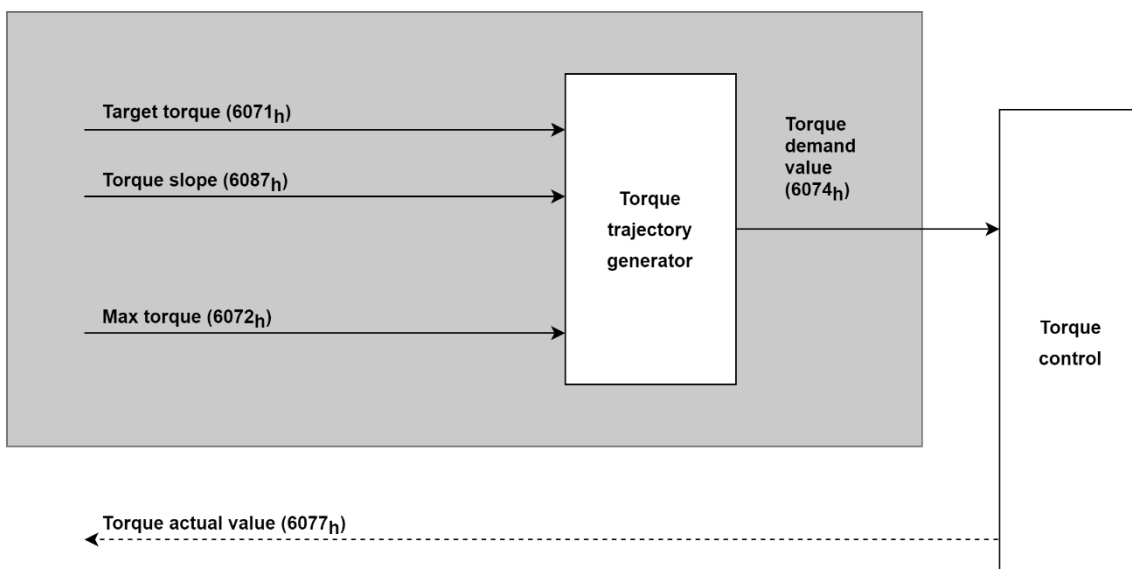 Target torque (6071h)
Torque slope (6087h)
Max torque (6072h)
Torque
trajectory
generator
Torque
demand
value
(6074h)
Torque
control
Torque actual value (6077h)